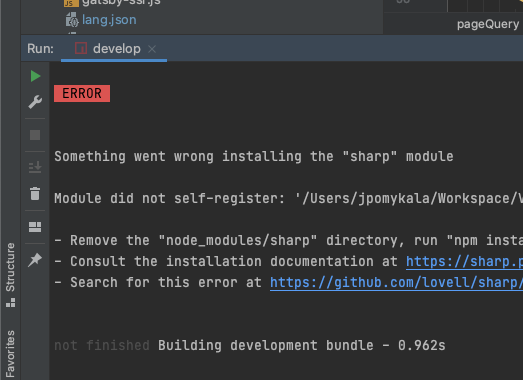 gatsby-ssr.js
lang.json
pageQuery
Run: develop
ERROR
Something went wrong installing the "sharp" module
Module did not self-register: '/Users/jpomykala/Workspace/
- Remove the "node_modules/sharp" directory, run "npm insta
- Consult the installation documentation at https://sharp.p
- Search for this error at https://github.com/lovell/sharp/
not finished Building development bundle - 0.962s
Structure
Favorites